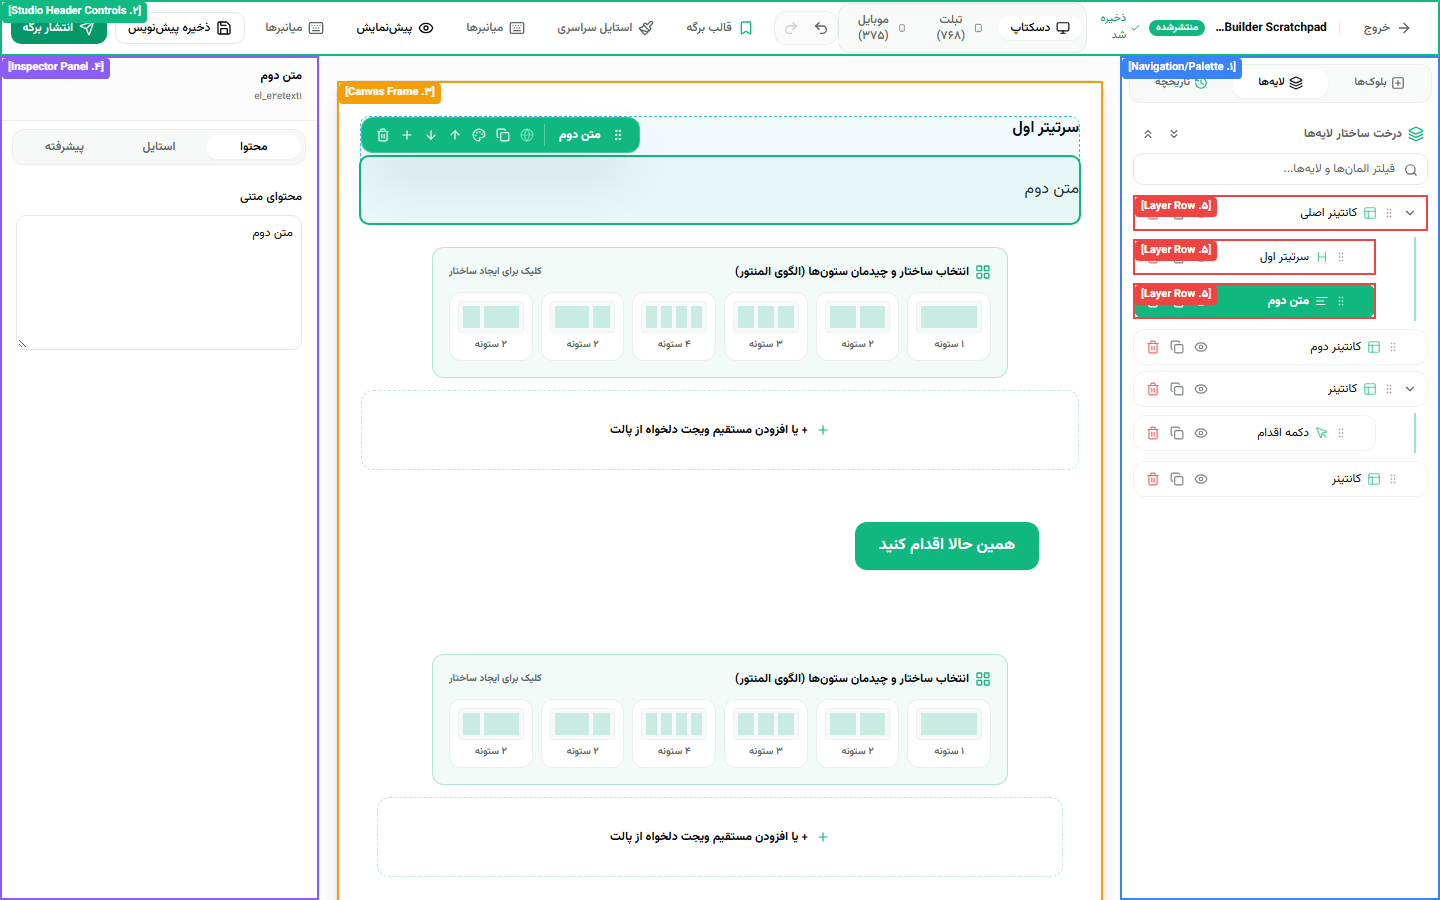 خروج
Builder Scratchpad...
منتشرشده
ذخیره شد
دسکتاپ
تبلت (۷۶۸)
موبایل (۳۷۵)
قالب برگه
استایل سراسری
میانبرها
پیش‌نمایش
میانبرها
ذخیره پیش‌نویس
انتشار برگه
[Studio Header Controls .۲]
[Navigation/Palette .۱]
بلوک‌ها
لایه‌ها
تاریخچه
درخت ساختار لایه‌ها
فیلتر المان‌ها و لایه‌ها...
[Layer Row .۵]
کانتینر اصلی
[Layer Row .۵]
سرتیتر اول
[Layer Row .۵]
متن دوم
کانتینر دوم
کانتینر
دکمه اقدام
کانتینر
[Canvas Frame .۳]
سرتیتر اول
متن دوم
متن دوم
انتخاب ساختار و چیدمان ستون‌ها (الگوی المنتور)
کلیک برای ایجاد ساختار
۱ ستونه
۲ ستونه
۳ ستونه
۴ ستونه
۲ ستونه
۲ ستونه
+ یا افزودن مستقیم ویجت دلخواه از پالت
همین حالا اقدام کنید
انتخاب ساختار و چیدمان ستون‌ها (الگوی المنتور)
کلیک برای ایجاد ساختار
۱ ستونه
۲ ستونه
۳ ستونه
۴ ستونه
۲ ستونه
۲ ستونه
+ یا افزودن مستقیم ویجت دلخواه از پالت
[Inspector Panel .۴]
متن دوم
el_۲۳text۱
محتوا
استایل
پیشرفته
محتوای متنی
متن دوم